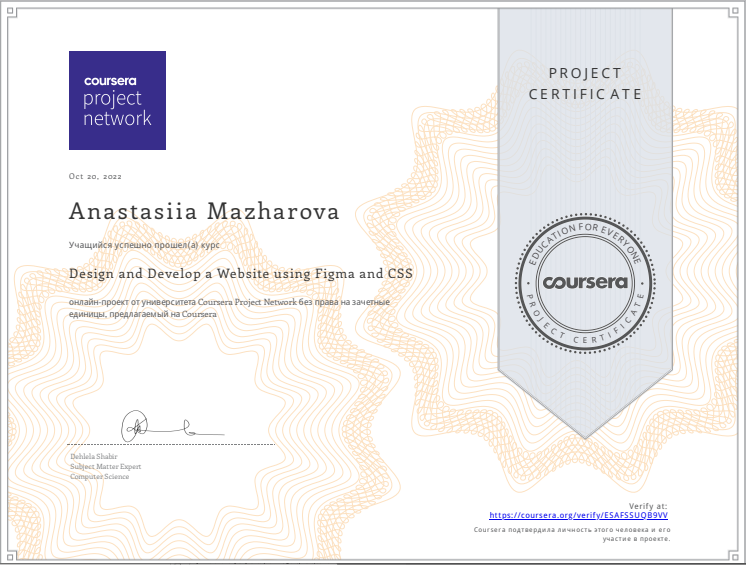 PROJECT
CERTIFICATE
coursera
project
network
Oct 20, 2022
Anastasiia Mazharova
Учащийся успешно прошел(а) курс
Design and Develop a Website using Figma and CSS
онлайн-проект от университета Coursera Project Network без права на зачетные
единицы, предлагаемый на Coursera
EDUCATION FOR EVERYONE
coursera
PROJECT CERTIFICATE
Dehlela Shabir
Subject Matter Expert
Computer Science
Verify at:
https://coursera.org/verify/ESAFSSUQB9VV
Coursera подтвердила личность этого человека и его
участие в проекте.